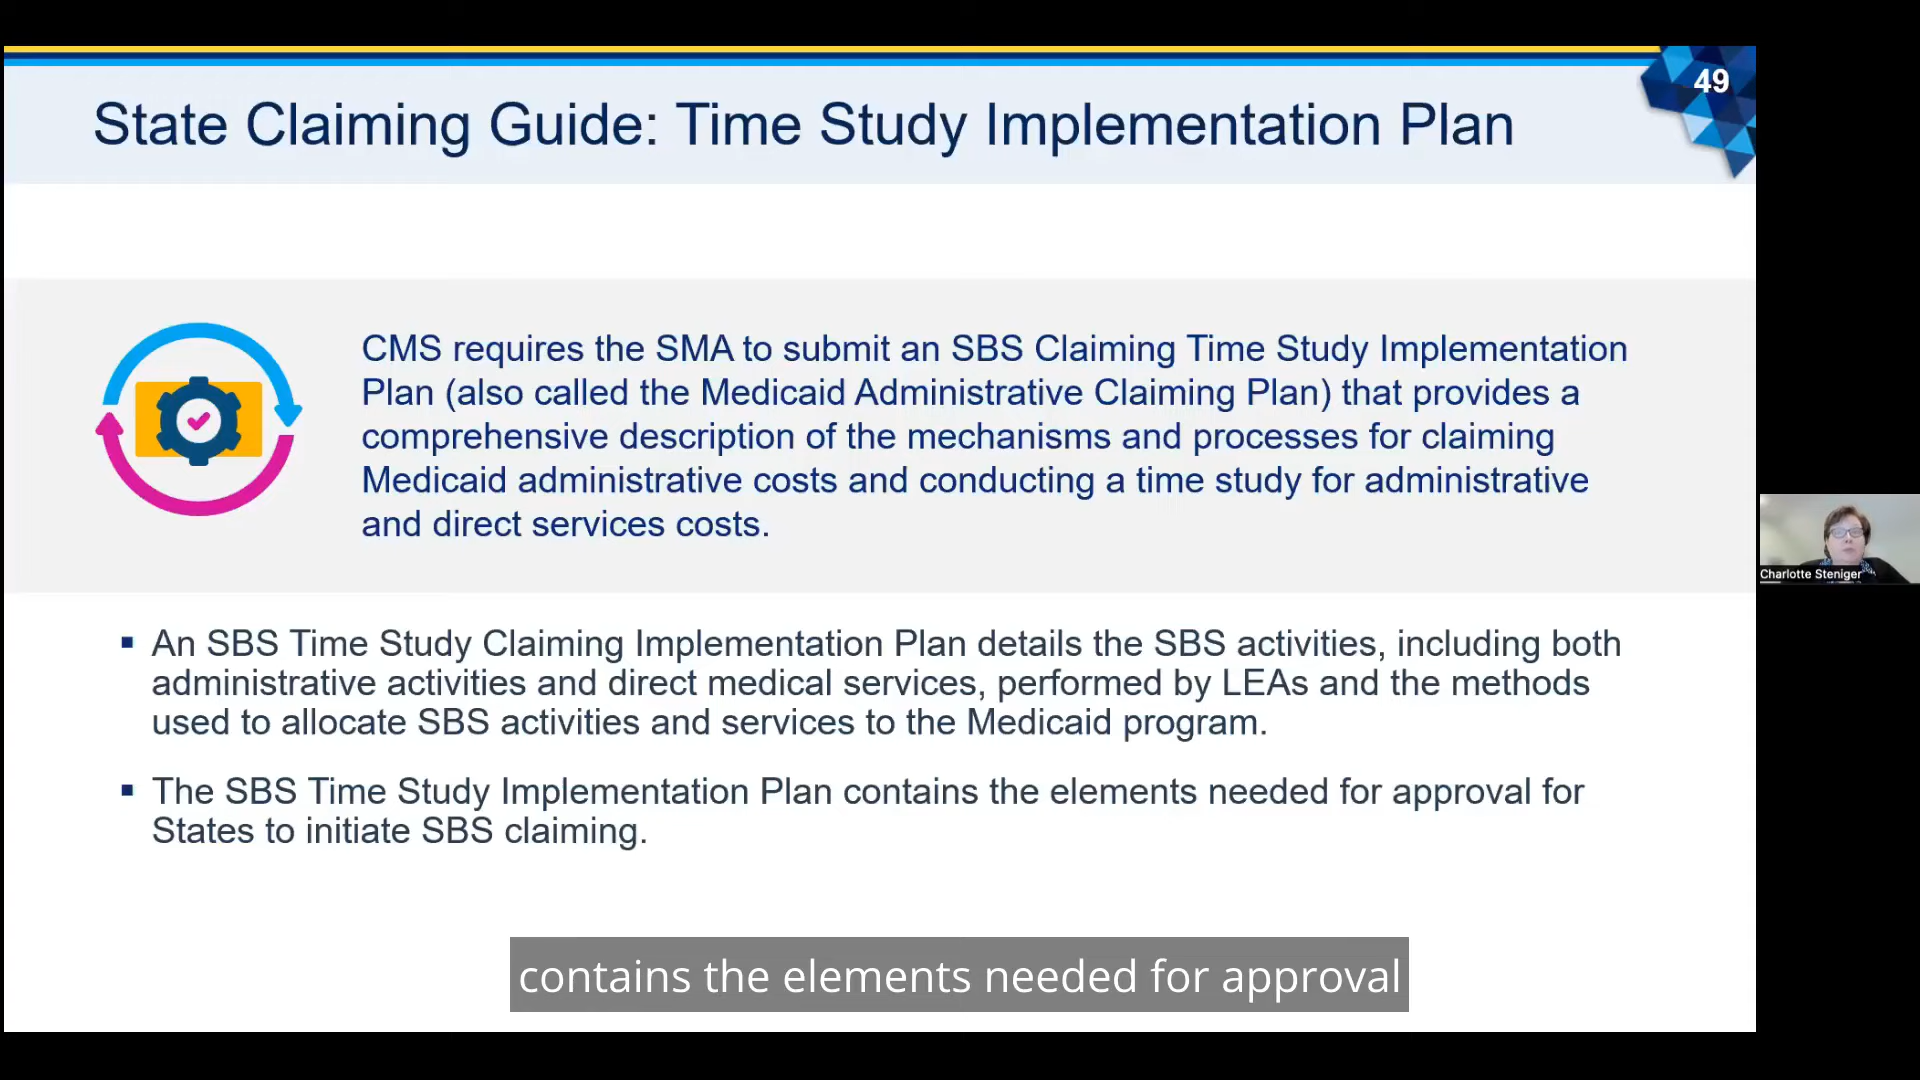 49
State Claiming Guide: Time Study Implementation Plan
CMS requires the SMA to submit an SBS Claiming Time Study Implementation
Plan (also called the Medicaid Administrative Claiming Plan) that provides a
comprehensive description of the mechanisms and processes for claiming
Medicaid administrative costs and conducting a time study for administrative
and direct services costs.
Charlotte Steniger
▪ An SBS Time Study Claiming Implementation Plan details the SBS activities, including both
administrative activities and direct medical services, performed by LEAs and the methods
used to allocate SBS activities and services to the Medicaid program.
▪ The SBS Time Study Implementation Plan contains the elements needed for approval for
States to initiate SBS claiming.
contains the elements needed for approval